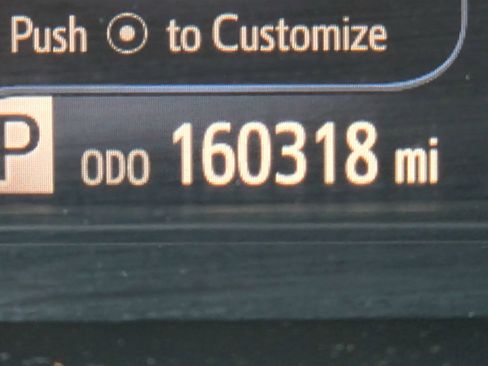 Push ⦿ to Customize
P ODO 160318 mi